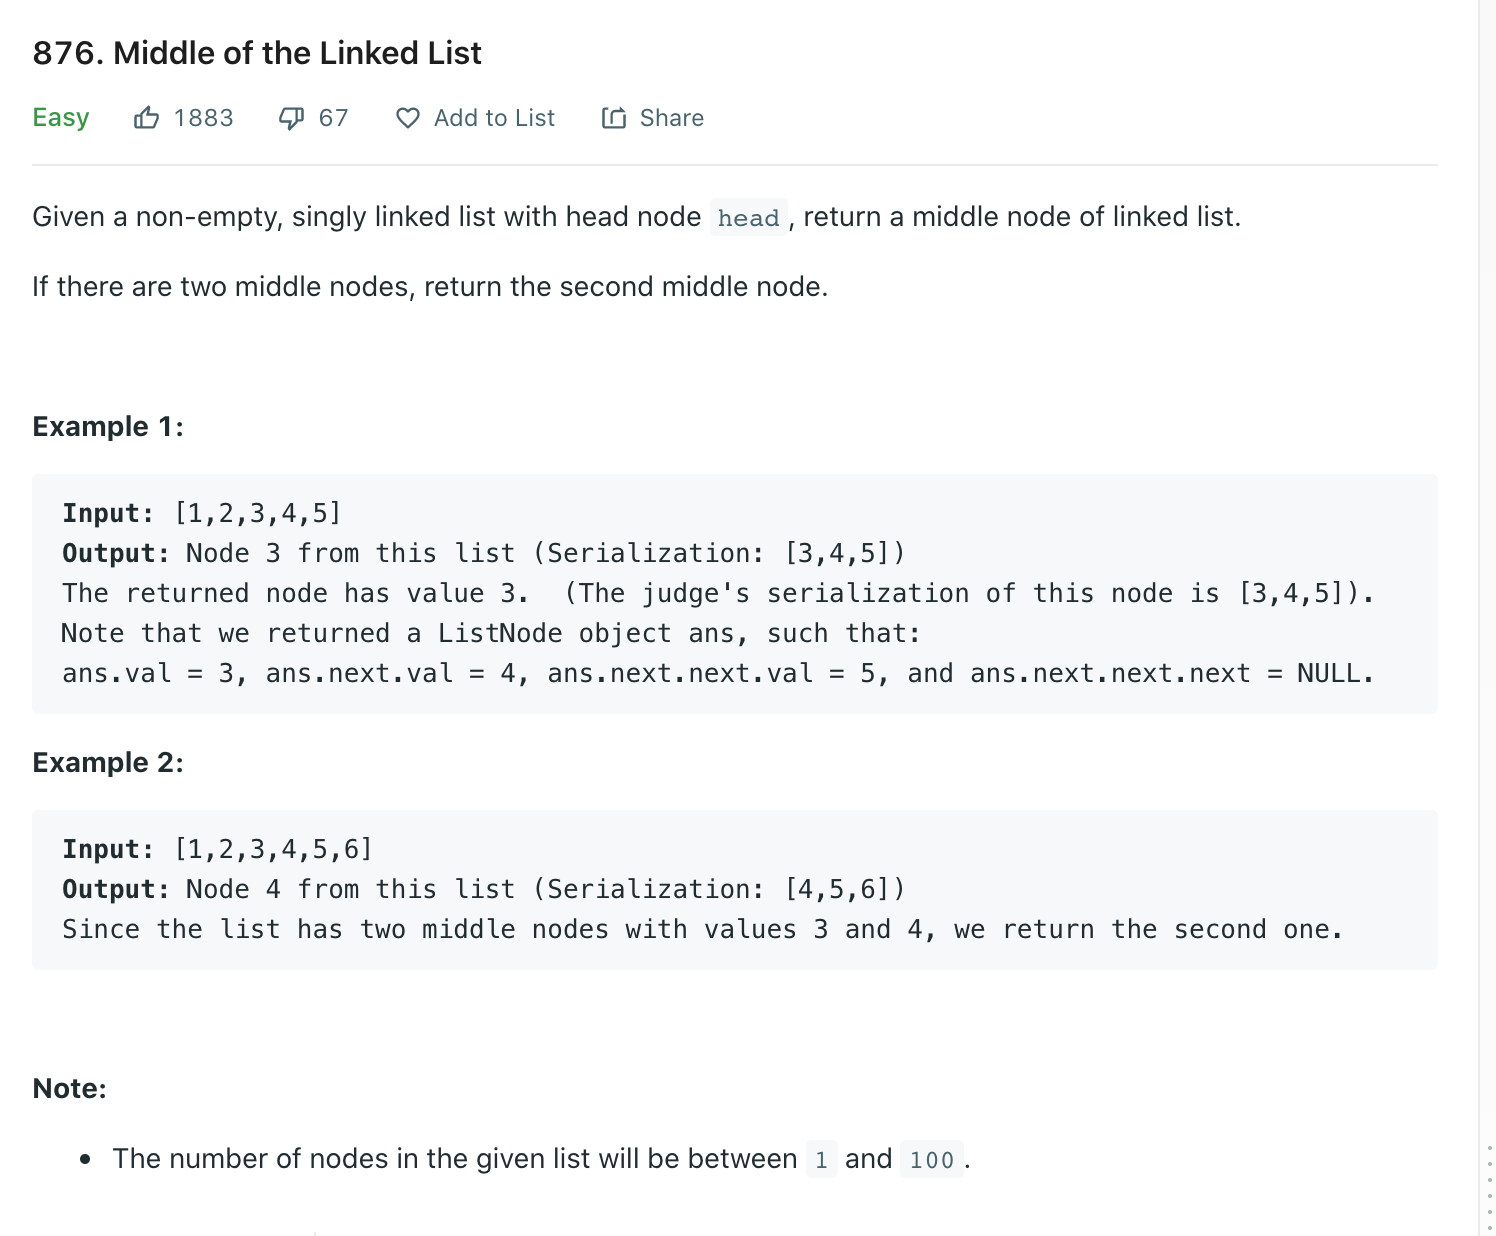 876. Middle of the Linked List
Easy 1883 67 Add to List Share
Given a non-empty, singly linked list with head node head, return a middle node of linked list.
If there are two middle nodes, return the second middle node.
Example 1:
Input: [1,2,3,4,5]
Output: Node 3 from this list (Serialization: [3,4,5])
The returned node has value 3.  (The judge's serialization of this node is [3,4,5]).
Note that we returned a ListNode object ans, such that:
ans.val = 3, ans.next.val = 4, ans.next.next.val = 5, and ans.next.next.next = NULL.
Example 2:
Input: [1,2,3,4,5,6]
Output: Node 4 from this list (Serialization: [4,5,6])
Since the list has two middle nodes with values 3 and 4, we return the second one.
Note:
• The number of nodes in the given list will be between 1 and 100.